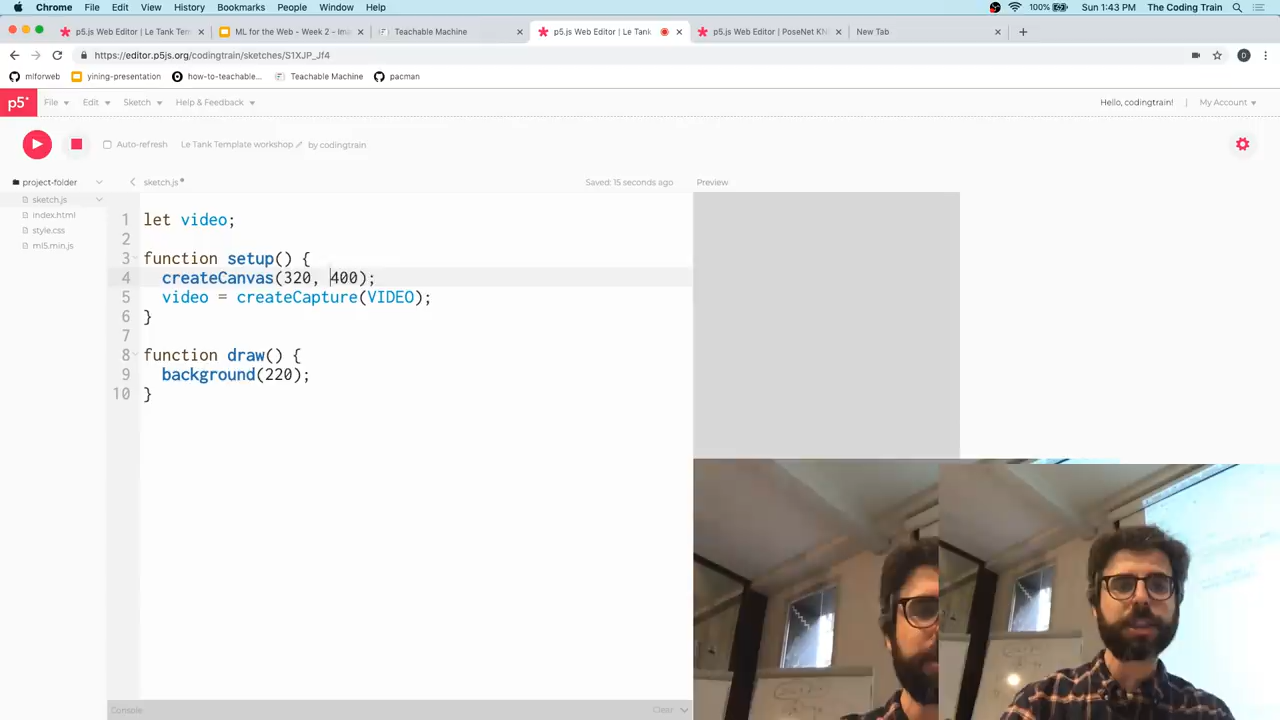 Chrome File Edit View History Bookmarks People Window Help 100% Sun 1:43 PM The Coding Train
p5.js Web Editor | Le Tank Tem ML for the Web - Week 2 - Ima Teachable Machine p5.js Web Editor | Le Tank p5.js Web Editor | PoseNet KN New Tab
https://editor.p5js.org/codingtrain/sketches/S1XJP_Jf4
mlforweb yining-presentation how-to-teachable... Teachable Machine pacman
p5* File Edit Sketch Help & Feedback Hello, codingtrain! | My Account
Auto-refresh Le Tank Template workshop by codingtrain
project-folder sketch.js Saved: 15 seconds ago Preview
sketch.js
index.html
style.css
ml5.min.js
1 let video;
2
3 function setup() {
4 createCanvas(320, 400);
5 video = createCapture(VIDEO);
6 }
7
8 function draw() {
9 background(220);
10 }
Console Clear